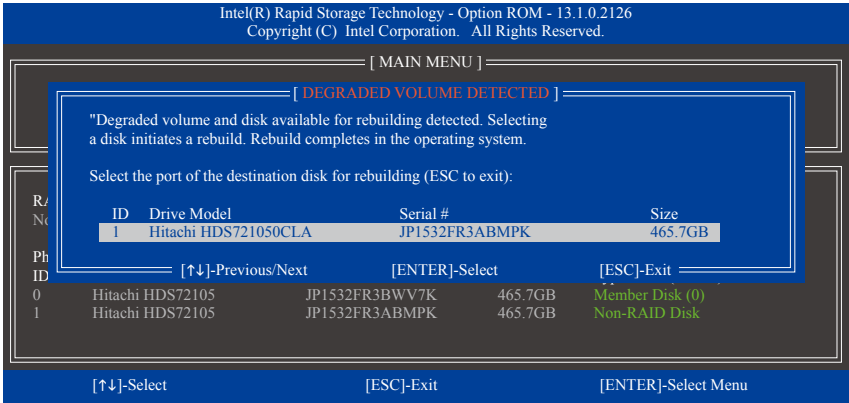 Intel(R) Rapid Storage Technology - Option ROM - 13.1.0.2126
Copyright (C) Intel Corporation. All Rights Reserved.
[ MAIN MENU ]
[ DEGRADED VOLUME DETECTED ]
"Degraded volume and disk available for rebuilding detected. Selecting
a disk initiates a rebuild. Rebuild completes in the operating system.
Select the port of the destination disk for rebuilding (ESC to exit):
ID Drive Model Serial # Size
1 Hitachi HDS721050CLA JP1532FR3ABMPK 465.7GB
[↑↓]-Previous/Next [ENTER]-Select [ESC]-Exit
ID
0 Hitachi HDS72105 JP1532FR3BWV7K 465.7GB Member Disk (0)
1 Hitachi HDS72105 JP1532FR3ABMPK 465.7GB Non-RAID Disk
[↑↓]-Select [ESC]-Exit [ENTER]-Select Menu